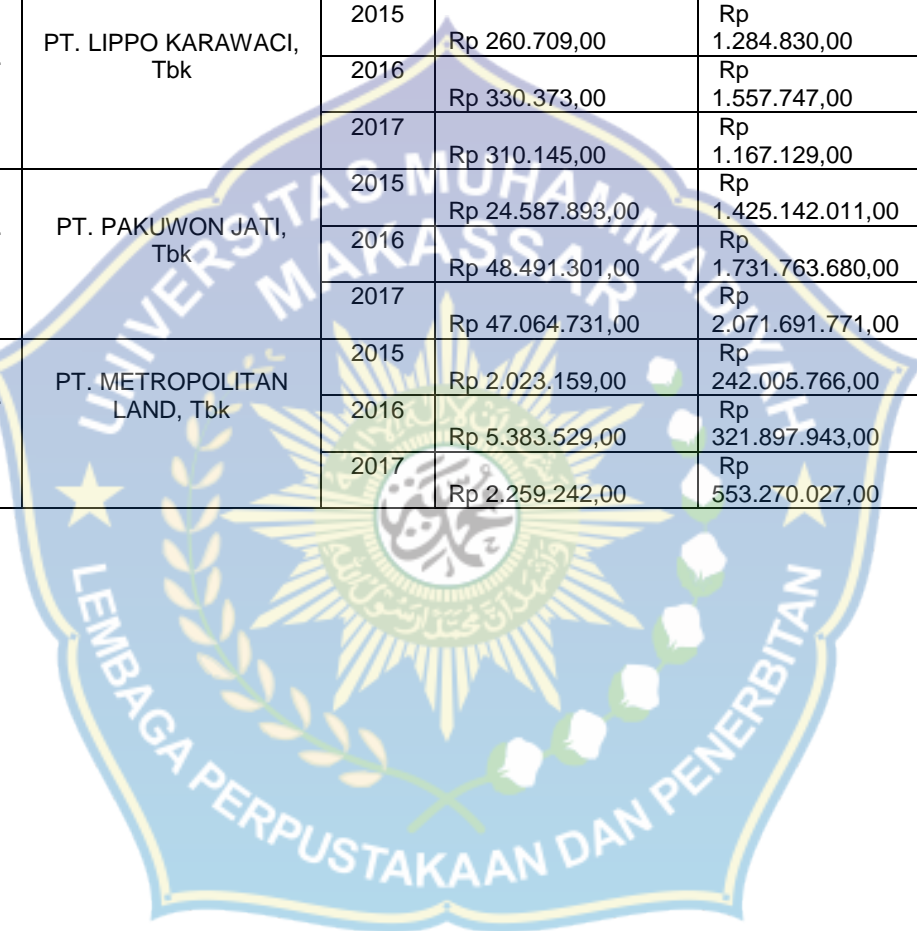 2015
Rp
PT. LIPPO KARAWACI,
Rp 260.709,00
1.284.830,00
Tbk
2016
Rp
Rp 330.373,00
1.557.747,00
2017
Rp
Rp 310.145,00
1.167.129,00
2015
Rp
PT. PAKUWON JATI,
Rp 24.587.893,00
1.425.142.011,00
Tbk
2016
Rp
Rp 48.491.301,00
1.731.763.680,00
2017
Rp
Rp 47.064.731,00
2.071.691.771,00
2015
Rp
PT. METROPOLITAN
Rp 2.023.159,00
242.005.766,00
LAND, Tbk
2016
Rp
Rp 5.383.529,00
321.897.943,00
2017
Rp
Rp 2.259.242,00
553.270.027,00
UNIVERSITAS MUHAMMADIYAH
MAKASSAR
LEMBAGA PERPUSTAKAAN DAN PENERBITAN